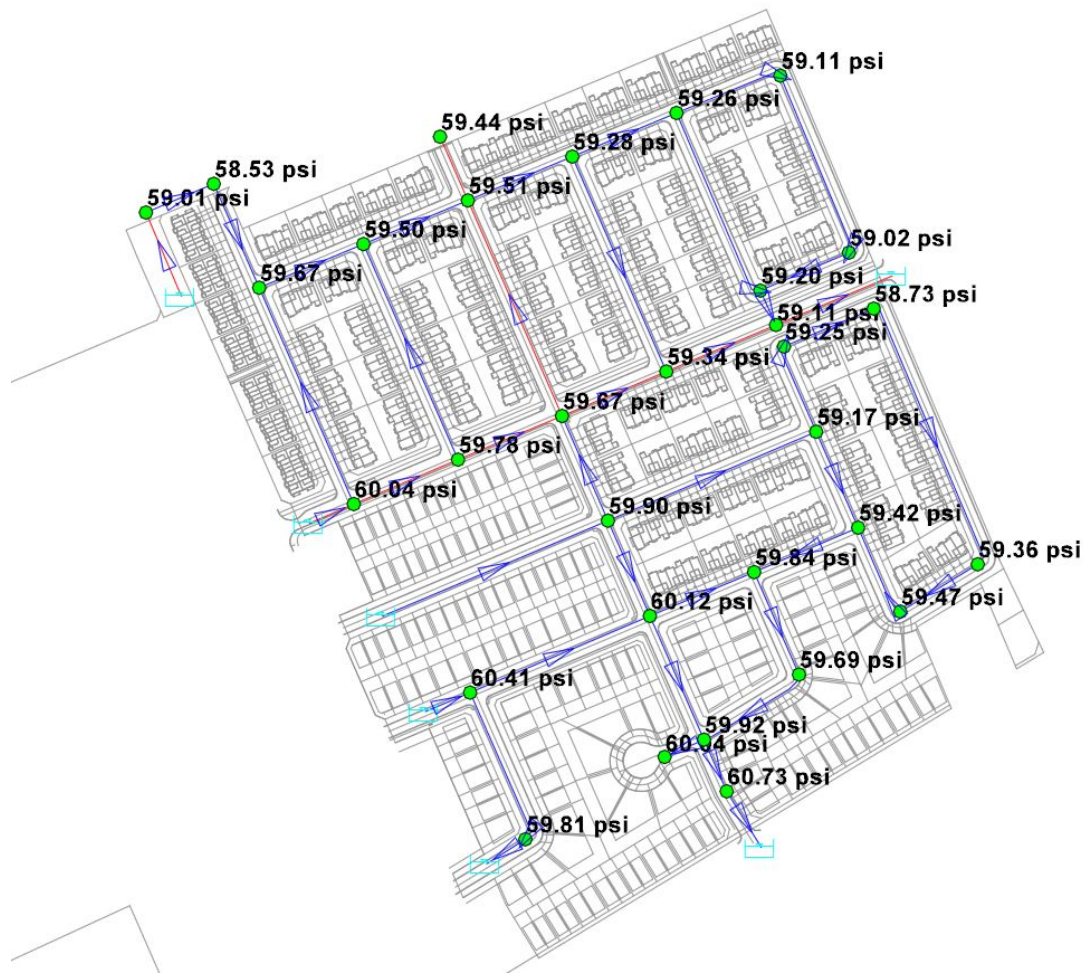 59.11 psi
59.26 psi
59.44 psi
59.28 psi
58.53 psi
59.01 psi
59.51 psi
59.50 psi
59.02 psi
59.67 psi
59.20 psi
58.73 psi
59.11 psi
59.25 psi
59.34 psi
59.67 psi
59.17 psi
59.78 psi
60.04 psi
59.90 psi
59.42 psi
59.84 psi
59.36 psi
59.47 psi
60.12 psi
59.69 psi
60.41 psi
59.92 psi
60.04 psi
60.73 psi
59.81 psi